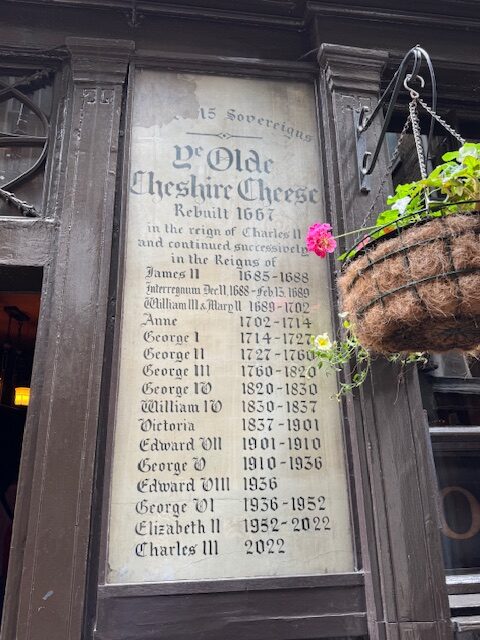 15 Sovereigns
Ye Olde
Cheshire Cheese
Rebuilt 1667
in the reign of Charles II
and continued successively
in the Reigns of
James II 1685-1688
Interregnum Dec 11, 1688 - Feb 13, 1689
William III & Mary II 1689-1702
Anne 1702-1714
George I 1714-1727
George II 1727-1760
George III 1760-1820
George IV 1820-1830
William IV 1830-1837
Victoria 1837-1901
Edward VII 1901-1910
George V 1910-1936
Edward VIII 1936
George VI 1936-1952
Elizabeth II 1952-2022
Charles III 2022